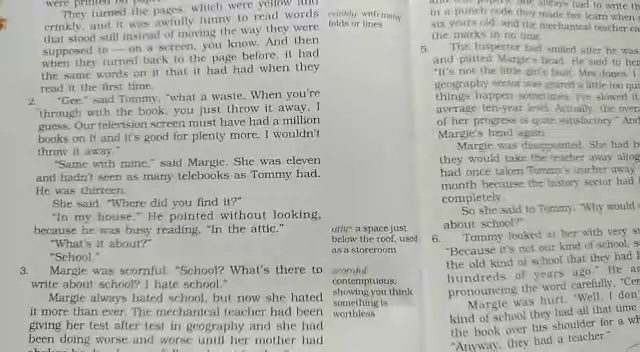 were printed on
They turned the pages, which were yellow and
crinkly, and it was awfully funny to read words
that stood still instead of moving the way they were
supposed to — on a screen, you know. And then
when they turned back to the page before, it had
the same words on it that it had had when they
read it the first time.
2. "Gee," said Tommy, "what a waste. When you're
through with the book, you just throw it away, I
guess. Our television screen must have had a million
books on it and it's good for plenty more. I wouldn't
throw it away."
"Same with mine," said Margie. She was eleven
and hadn't seen as many telebooks as Tommy had.
He was thirteen.
She said, "Where did you find it?"
"In my house." He pointed without looking,
because he was busy reading. "In the attic."
"What's it about?"
"School."
3. Margie was scornful. "School? What's there to
write about school? I hate school."
Margie always hated school, but now she hated
it more than ever. The mechanical teacher had been
giving her test after test in geography and she had
been doing worse and worse until her mother had
crinkly: with many
folds or lines
attic: a space just
below the roof, used
as a storeroom
scornful:
contemptuous;
showing you think
something is
worthless
always had to write
in a punch code they made her learn when
six years old, and the mechanical teacher
the marks in no time.
5. The Inspector had smiled after he was
and patted Margie's head. He said to her
"It's not the little girl's fault, Mrs Jones. I
geography sector was geared a little too
things happen sometimes. I've slowed it
average ten-year level. Actually, the
of her progress is quite satisfactory." And
Margie's head again.
Margie was disappointed. She had
they would take the teacher away
had once taken Tommy's teacher away
month because the history sector had
completely.
So she said to Tommy, "Why would
about school?"
6. Tommy looked at her with very
"Because it's not our kind of school,
the old kind of school that they had
hundreds of years ago." He
pronouncing the word carefully,
Margie was hurt. "Well, I don't
kind of school they had all that time
the book over his shoulder for a
"Anyway, they had a teacher."